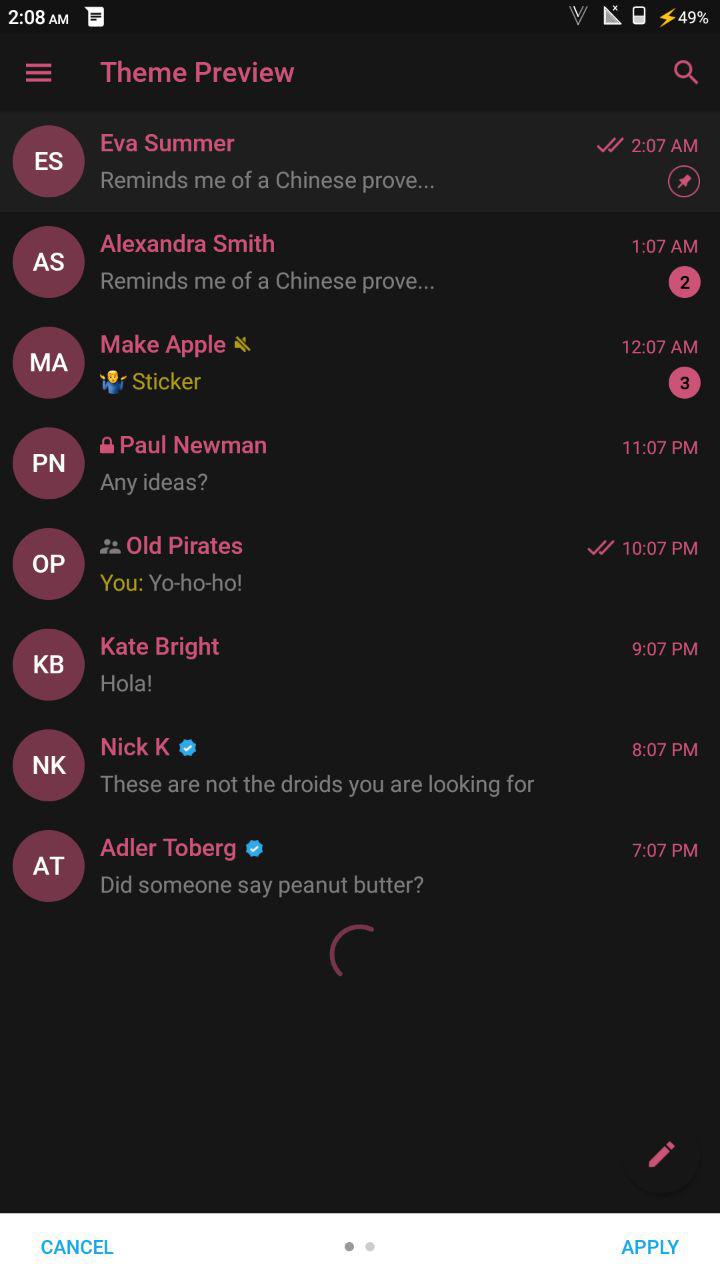 2:08 AM 49%
Theme Preview
ES Eva Summer 2:07 AM
Reminds me of a Chinese prove...
AS Alexandra Smith 1:07 AM
Reminds me of a Chinese prove... 2
MA Make Apple 12:07 AM
🤷‍♂️ Sticker 3
PN Paul Newman 11:07 PM
Any ideas?
OP Old Pirates 10:07 PM
You: Yo-ho-ho!
KB Kate Bright 9:07 PM
Hola!
NK Nick K 8:07 PM
These are not the droids you are looking for
AT Adler Toberg 7:07 PM
Did someone say peanut butter?
CANCEL APPLY